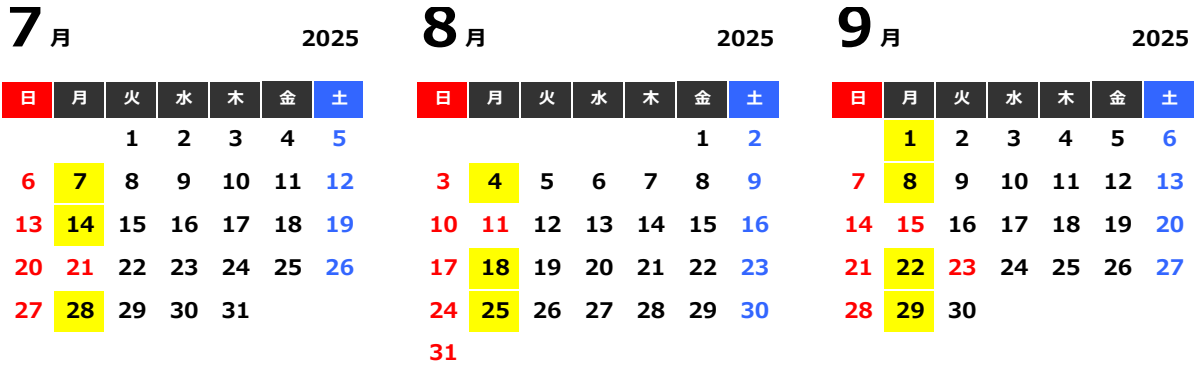 7月 2025
日 月 火 水 木 金 土
1 2 3 4 5
6 7 8 9 10 11 12
13 14 15 16 17 18 19
20 21 22 23 24 25 26
27 28 29 30 31
8月 2025
日 月 火 水 木 金 土
1 2
3 4 5 6 7 8 9
10 11 12 13 14 15 16
17 18 19 20 21 22 23
24 25 26 27 28 29 30
31
9月 2025
日 月 火 水 木 金 土
1 2 3 4 5 6
7 8 9 10 11 12 13
14 15 16 17 18 19 20
21 22 23 24 25 26 27
28 29 30